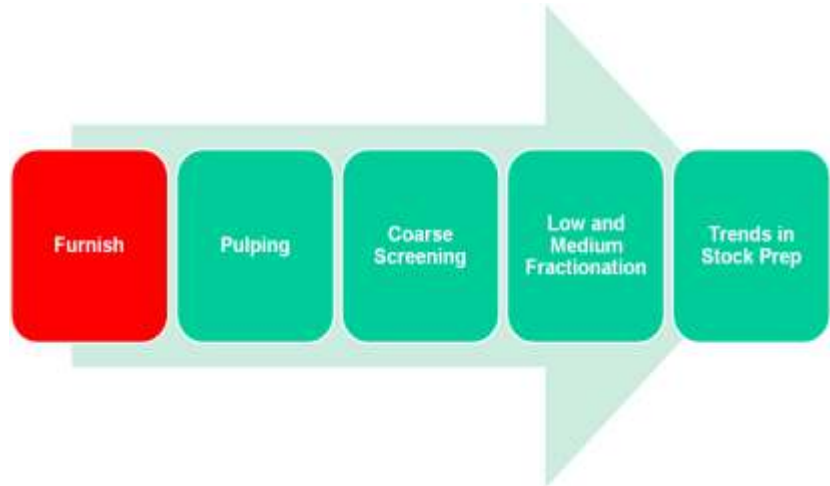 Furnish
Pulping
Coarse
Screening
Low and
Medium
Fractionation
Trends in
Stock Prep